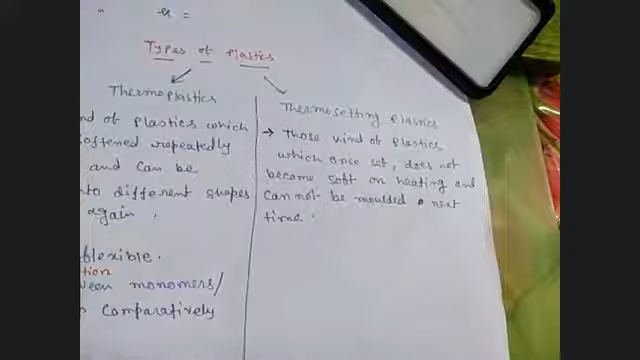 Types of Plastics
Thermoplastics
nd of plastics which
softened repeatedly
and can be
nto different shapes
again.
flexible.
tion
ween monomers/
comparatively
Thermosetting Plastics
→ Those kind of plastics
which once set, does not
become soft on heating and
can not be moulded next
time.